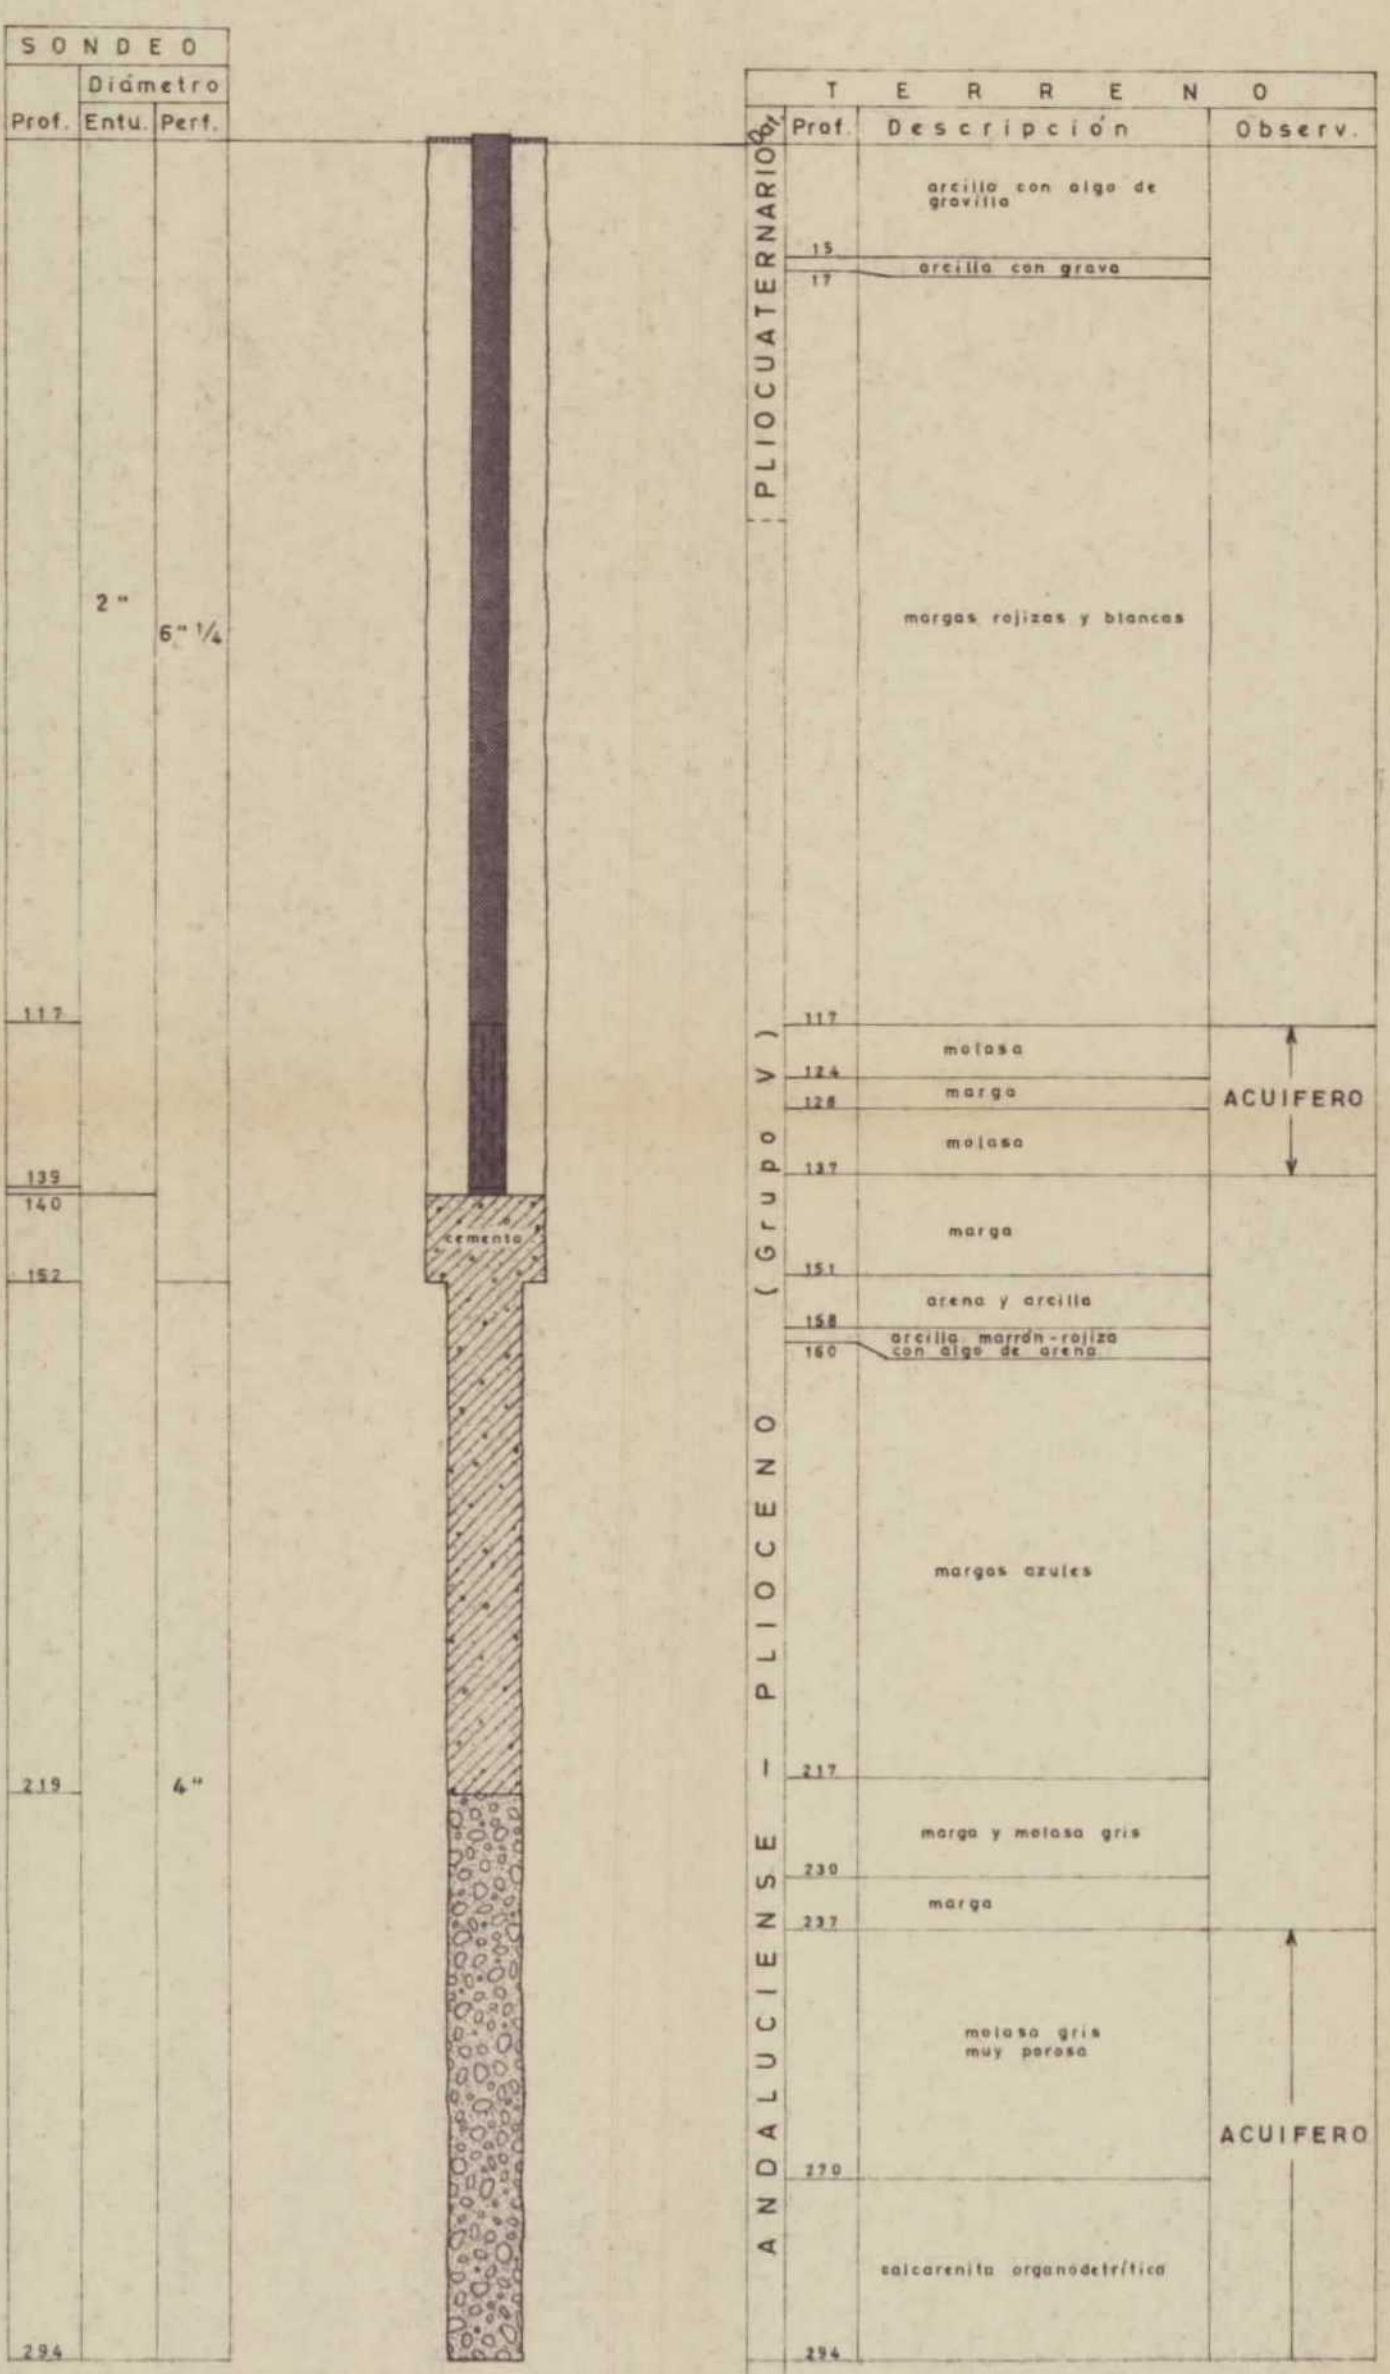 SONDEO
Diámetro
Prof. Entu. Perf.
2"
6" 1/4
117
139
140
152
219
4"
294
cemento
TERRENO
Prof. Descripción Observ.
PLIOCUATERNARIO
ANDALUCIENSE — PLIOCENO (Grupo V)
arcilla con algo de
gravilla
15
arcilla con grava
17
margas rojizas y blancas
117
molasa
124
marga
128
molasa
137
ACUIFERO
marga
151
arena y arcilla
158
arcilla marrón-rojiza
con algo de arena
160
margas azules
217
marga y molasa gris
230
marga
237
molasa gris
muy porosa
ACUIFERO
270
calcarenita organodetrítica
294